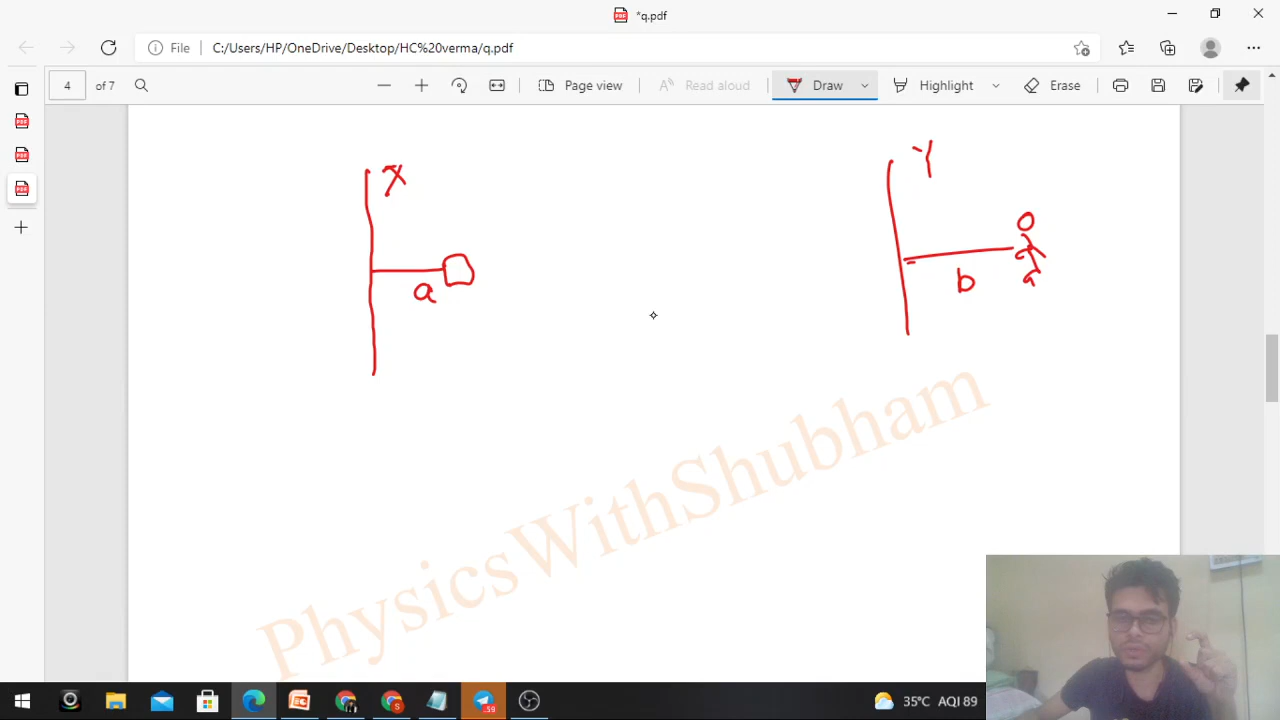 *q.pdf
File C:/Users/HP/OneDrive/Desktop/HC%20verma/q.pdf
4 of 7 Page view Read aloud Draw Highlight Erase
X
a
Y
b
PhysicsWithShubham
59
35°C AQI 89